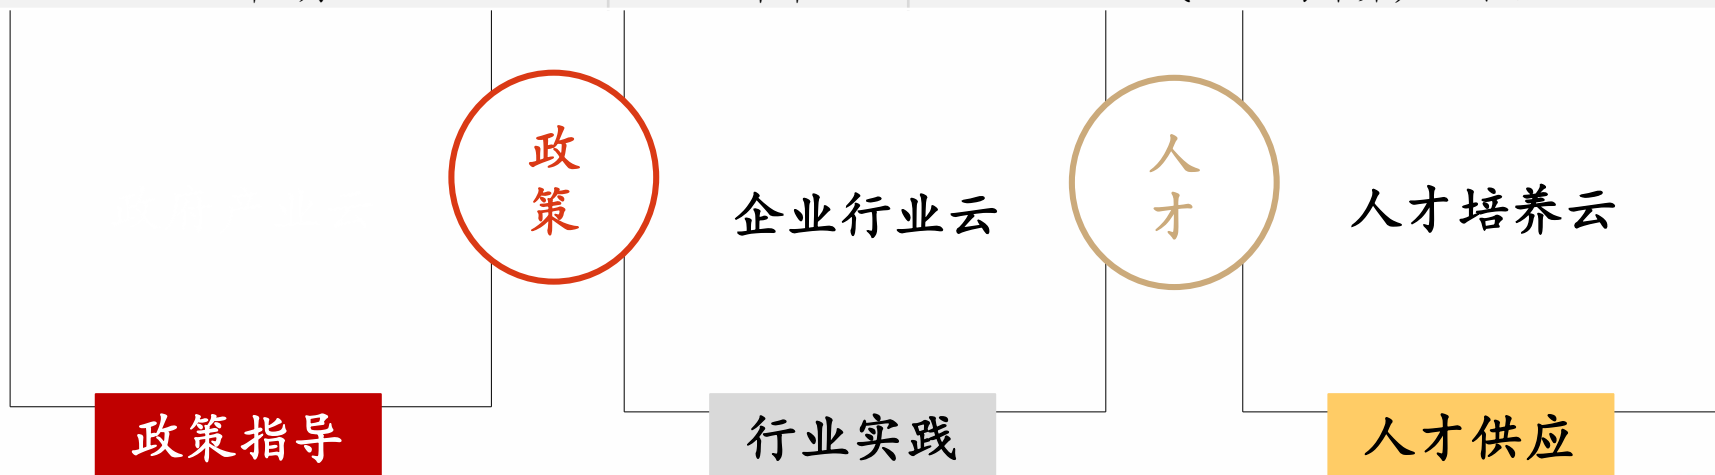 政
策
企业行业云
人
才
人才培养云
政策指导
行业实践
人才供应